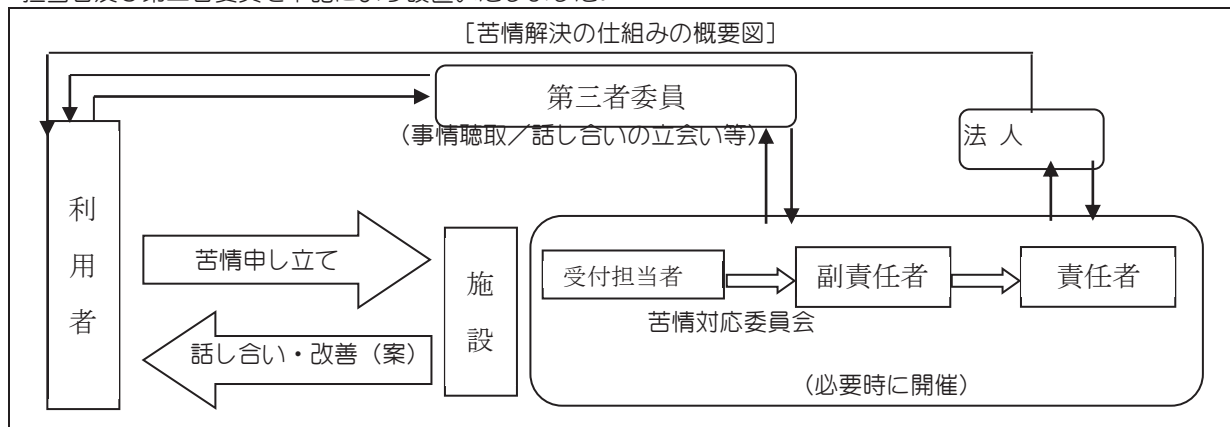 [苦情解決の仕組みの概要図]
第三者委員
(事情聴取／話し合いの立会い等)
法 人
利用者
苦情申し立て
話し合い・改善（案）
施設
受付担当者
副責任者
責任者
苦情対応委員会
(必要時に開催)